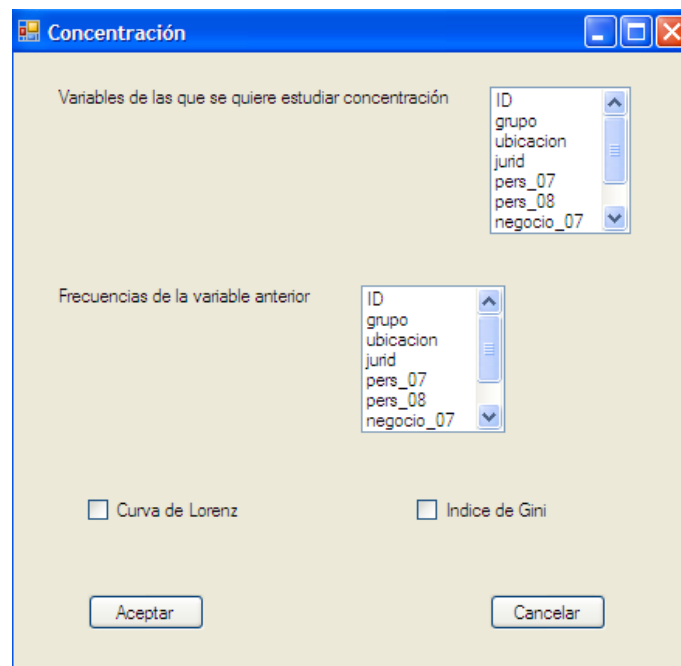 Concentración
Variables de las que se quiere estudiar concentración
ID
grupo
ubicacion
jurid
pers_07
pers_08
negocio_07
Frecuencias de la variable anterior
ID
grupo
ubicacion
jurid
pers_07
pers_08
negocio_07
Curva de Lorenz
Indice de Gini
Aceptar
Cancelar